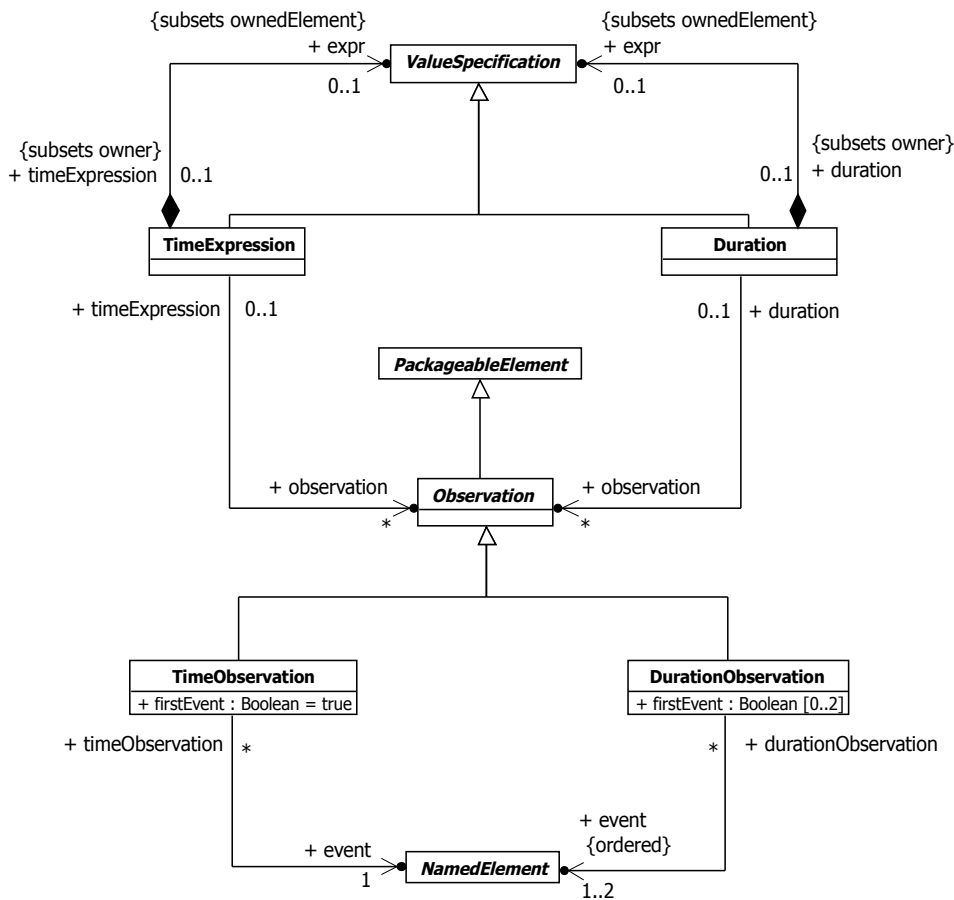 {subsets ownedElement}
+ expr
ValueSpecification
0..1
{subsets ownedElement}
+ expr
0..1
{subsets owner}
+ timeExpression
0..1
{subsets owner}
0..1
+ duration
TimeExpression
Duration
+ timeExpression
0..1
0..1
+ duration
PackageableElement
+ observation
*
Observation
+ observation
*
TimeObservation
+ firstEvent : Boolean = true
DurationObservation
+ firstEvent : Boolean [0..2]
+ timeObservation
*
*
+ durationObservation
+ event
1
NamedElement
+ event
{ordered}
1..2